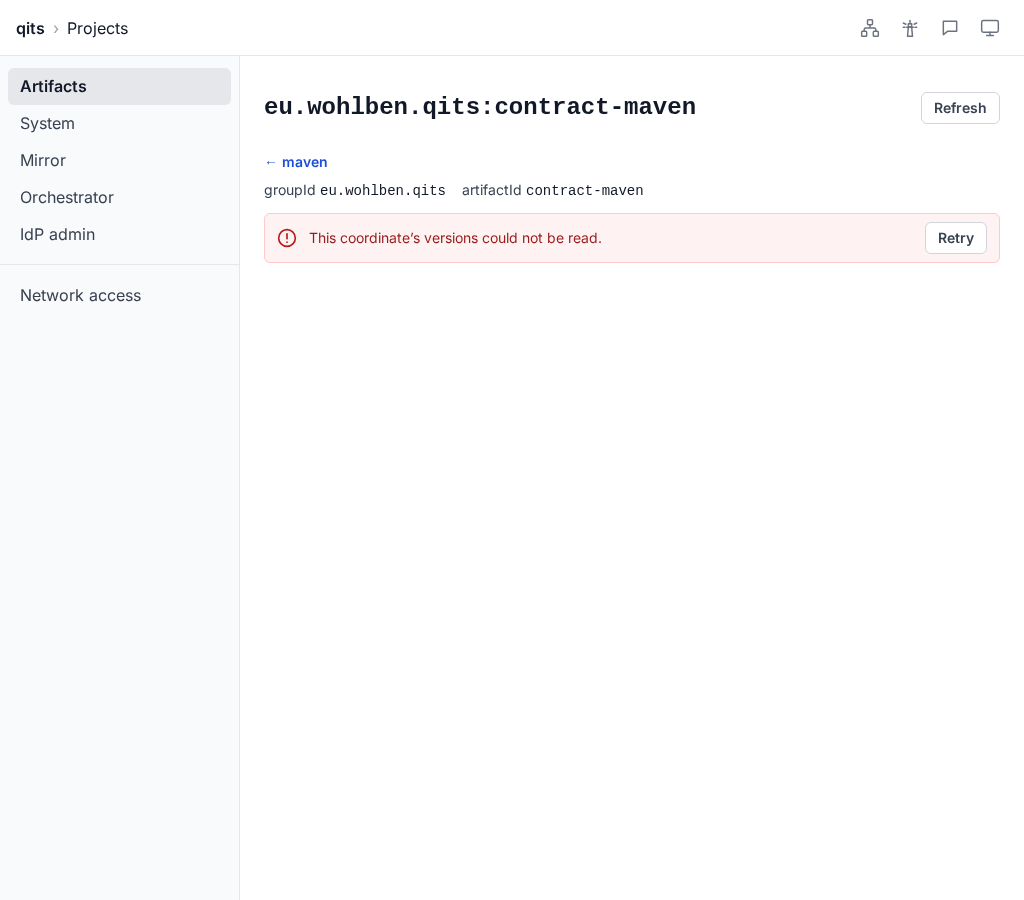 qits › Projects
Artifacts
System
Mirror
Orchestrator
IdP admin
Network access
eu.wohlben.qits:contract-maven
Refresh
← maven
groupId eu.wohlben.qits artifactId contract-maven
This coordinate’s versions could not be read.
Retry